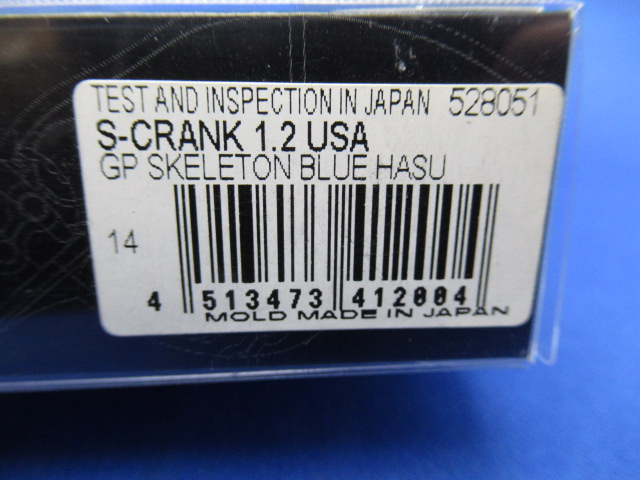 TEST AND INSPECTION IN JAPAN 528051
S-CRANK 1.2 USA
GP SKELETON BLUE HASU
14
4 513473 412004
MOLD MADE IN JAPAN